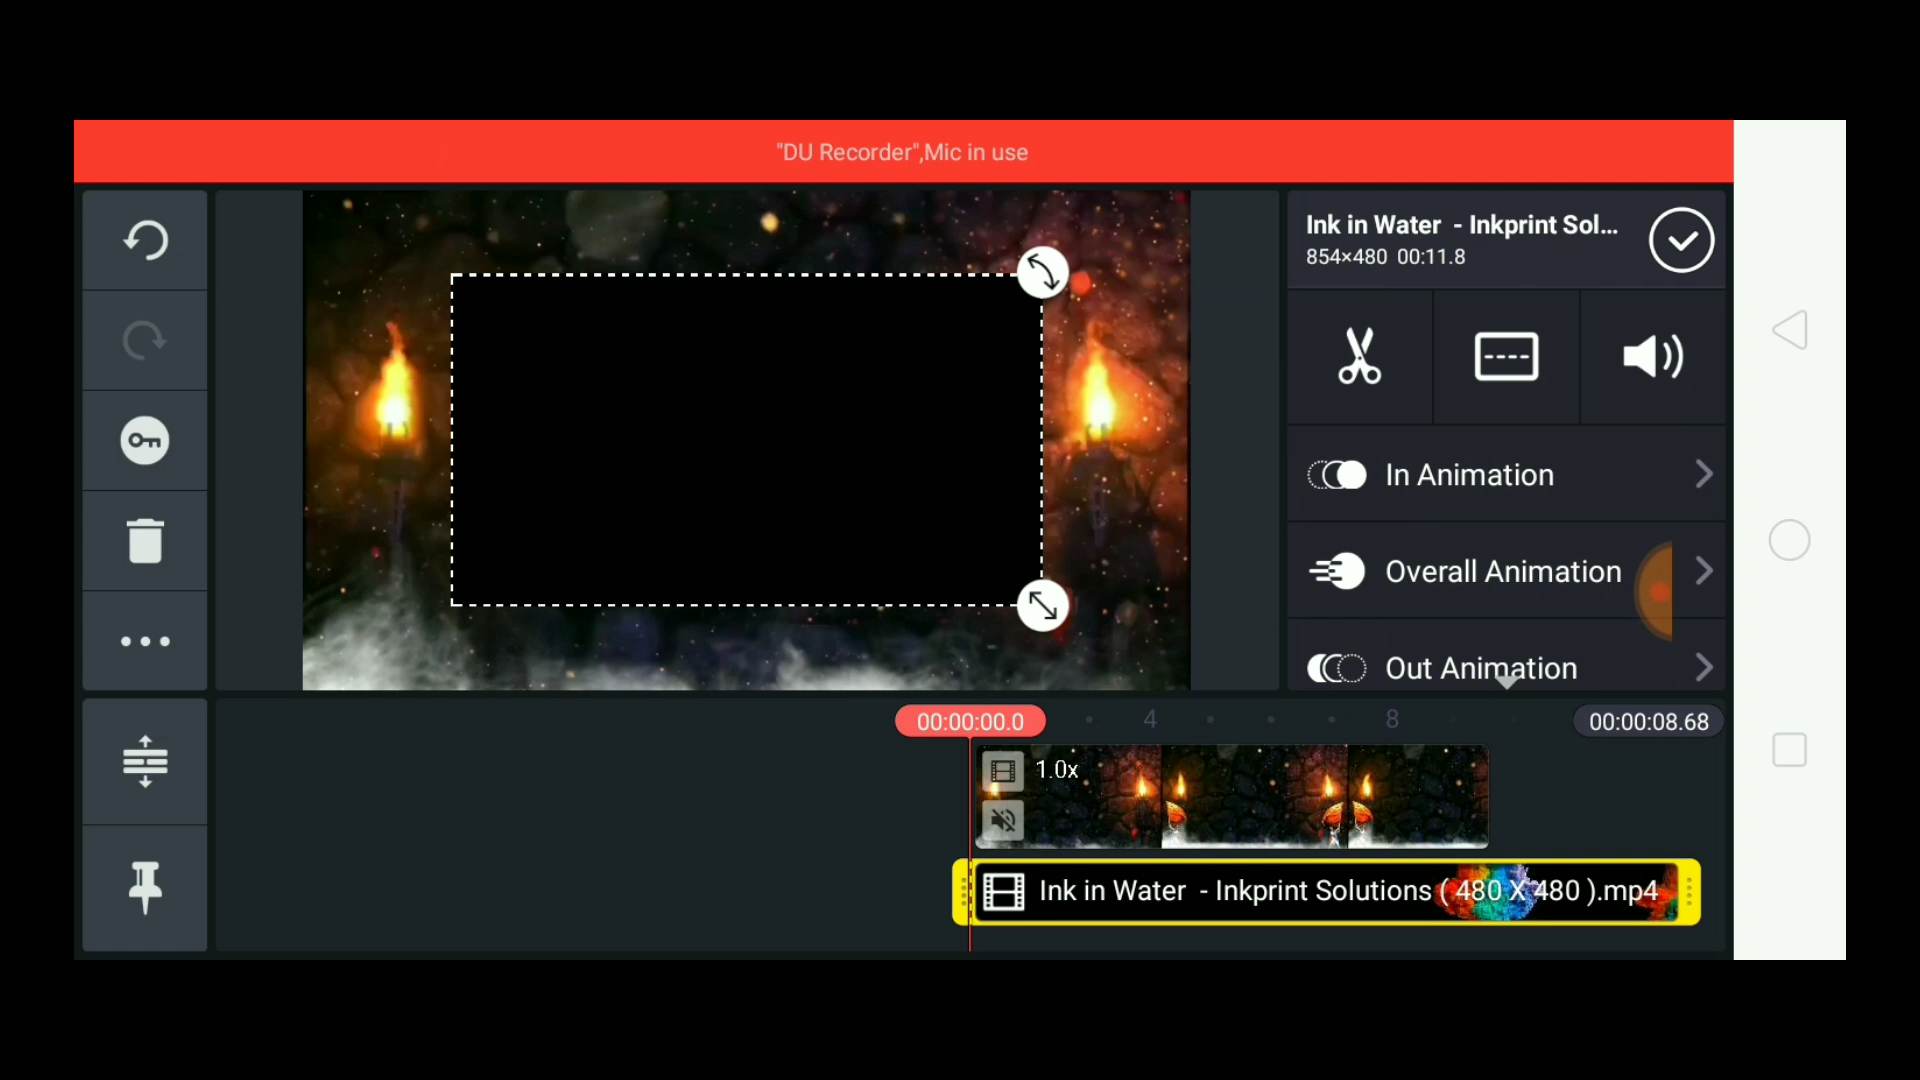 "DU Recorder",Mic in use
Ink in Water - Inkprint Sol...
854×480 00:11.8
In Animation
Overall Animation
Out Animation
00:00:00.0
4
8
00:00:08.68
1.0x
Ink in Water - Inkprint Solutions ( 480 X 480 ).mp4